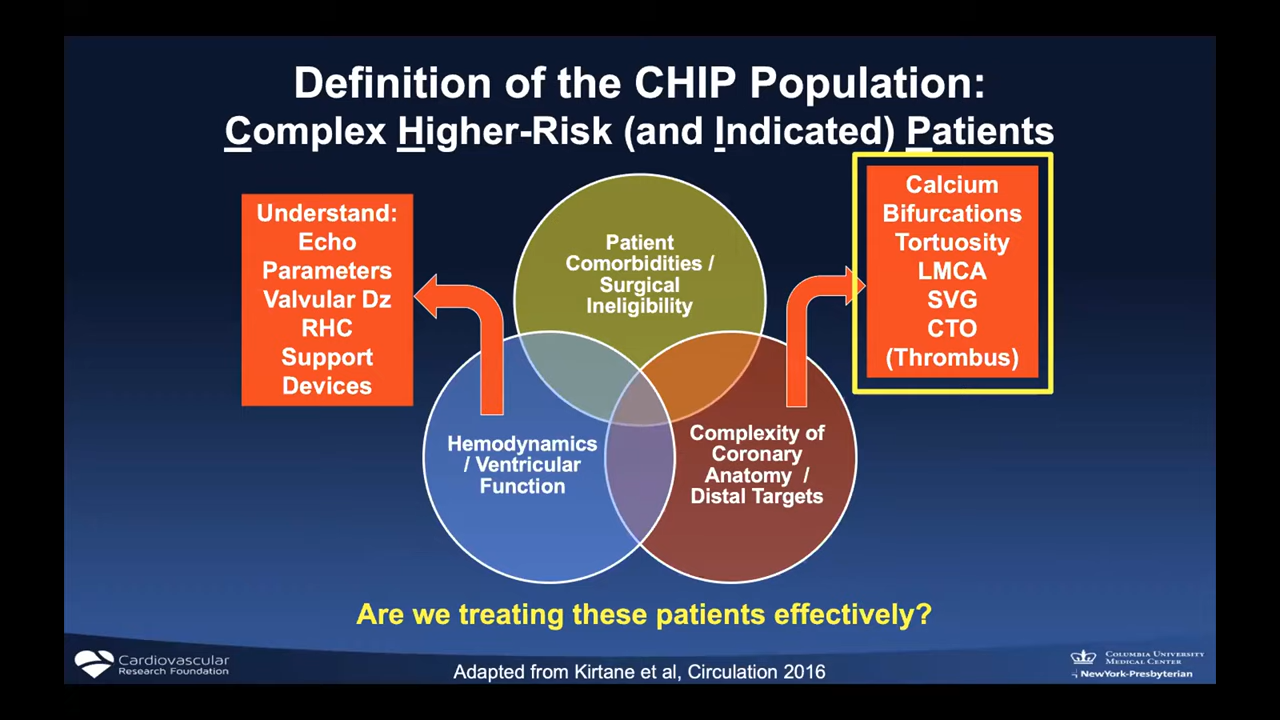 Definition of the CHIP Population:
Complex Higher-Risk (and Indicated) Patients
Understand:
Echo
Parameters
Valvular Dz
RHC
Support
Devices
Patient
Comorbidities /
Surgical
Ineligibility
Calcium
Bifurcations
Tortuosity
LMCA
SVG
CTO
(Thrombus)
Hemodynamics
/ Ventricular
Function
Complexity of
Coronary
Anatomy /
Distal Targets
Are we treating these patients effectively?
Cardiovascular
Research Foundation
Adapted from Kirtane et al, Circulation 2016
COLUMBIA UNIVERSITY
MEDICAL CENTER
NewYork-Presbyterian